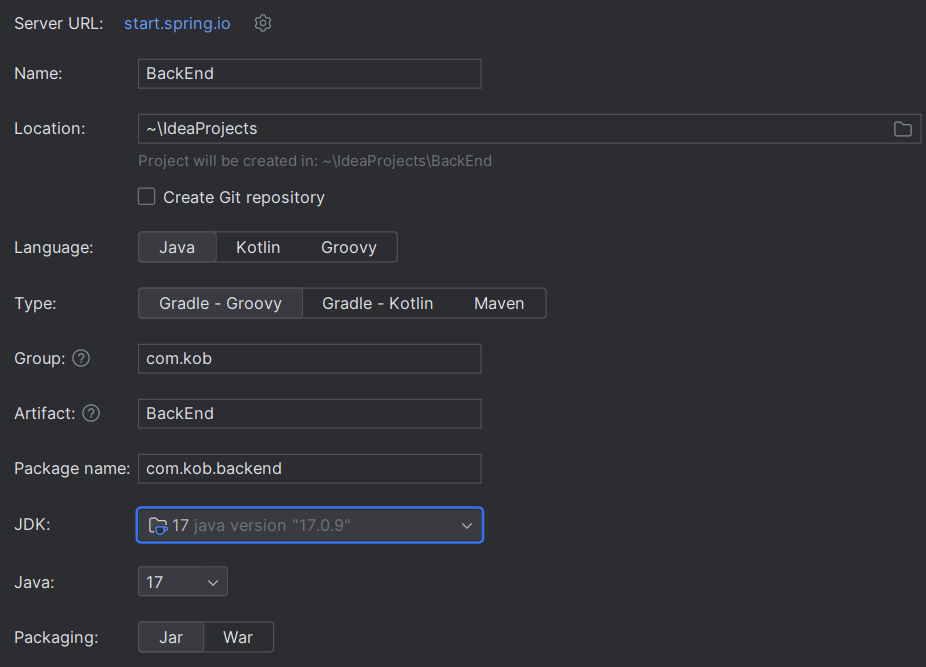 Server URL: start.spring.io
Name: BackEnd
Location: ~\IdeaProjects
Project will be created in: ~\IdeaProjects\BackEnd
Create Git repository
Language: Java Kotlin Groovy
Type: Gradle - Groovy Gradle - Kotlin Maven
Group: ? com.kob
Artifact: ? BackEnd
Package name: com.kob.backend
JDK: 17 java version "17.0.9"
Java: 17
Packaging: Jar War